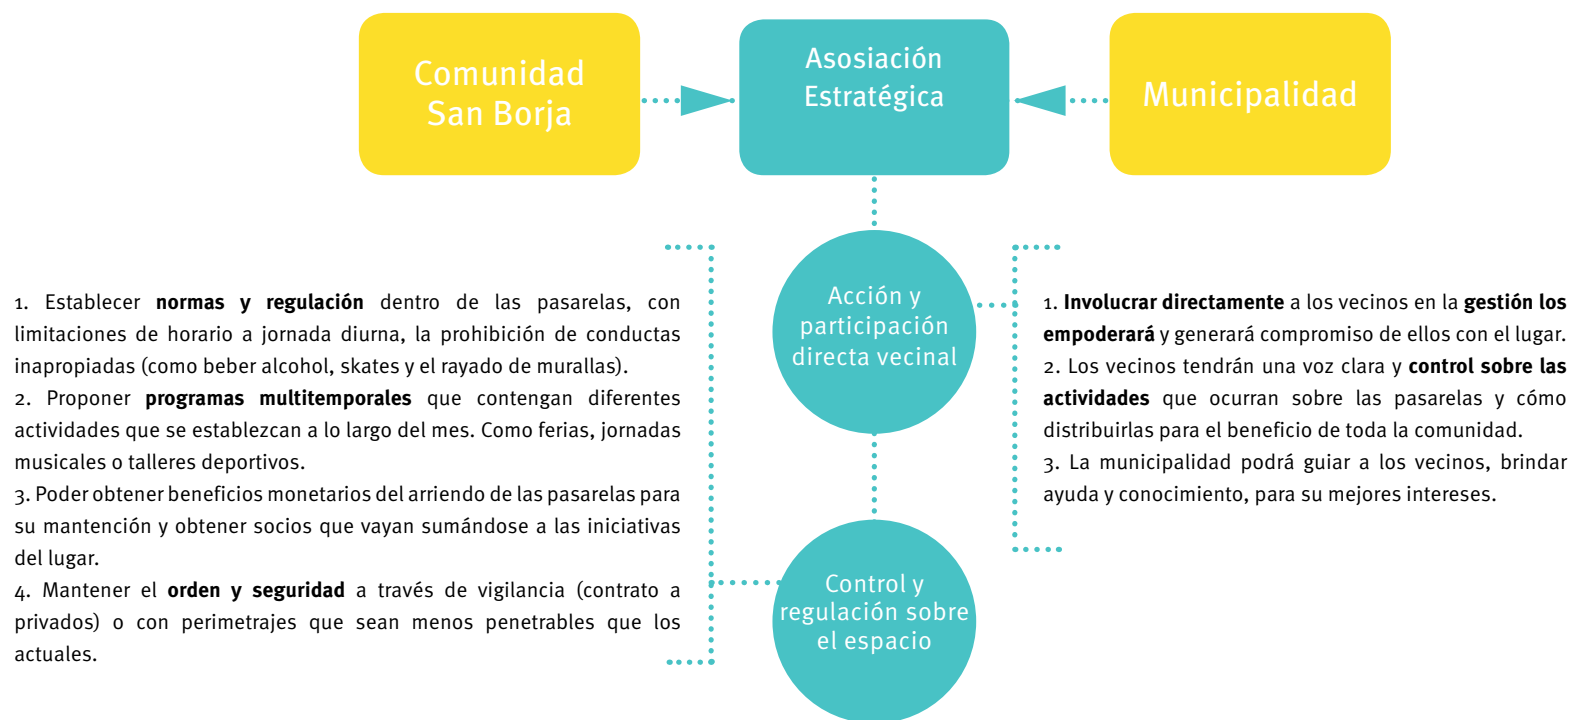 Comunidad
San Borja
Asosiación
Estratégica
Municipalidad
Acción y
participación
directa vecinal
1. Establecer normas y regulación dentro de las pasarelas, con
limitaciones de horario a jornada diurna, la prohibición de conductas
inapropiadas (como beber alcohol, skates y el rayado de murallas).
2. Proponer programas multitemporales que contengan diferentes
actividades que se establezcan a lo largo del mes. Como ferias, jornadas
musicales o talleres deportivos.
3. Poder obtener beneficios monetarios del arriendo de las pasarelas para
su mantención y obtener socios que vayan sumándose a las iniciativas
del lugar.
4. Mantener el orden y seguridad a través de vigilancia (contrato a
privados) o con perimetrajes que sean menos penetrables que los
actuales.
1. Involucrar directamente a los vecinos en la gestión los
empoderará y generará compromiso de ellos con el lugar.
2. Los vecinos tendrán una voz clara y control sobre las
actividades que ocurran sobre las pasarelas y cómo
distribuirlas para el beneficio de toda la comunidad.
3. La municipalidad podrá guiar a los vecinos, brindar
ayuda y conocimiento, para su mejores intereses.
Control y
regulación sobre
el espacio